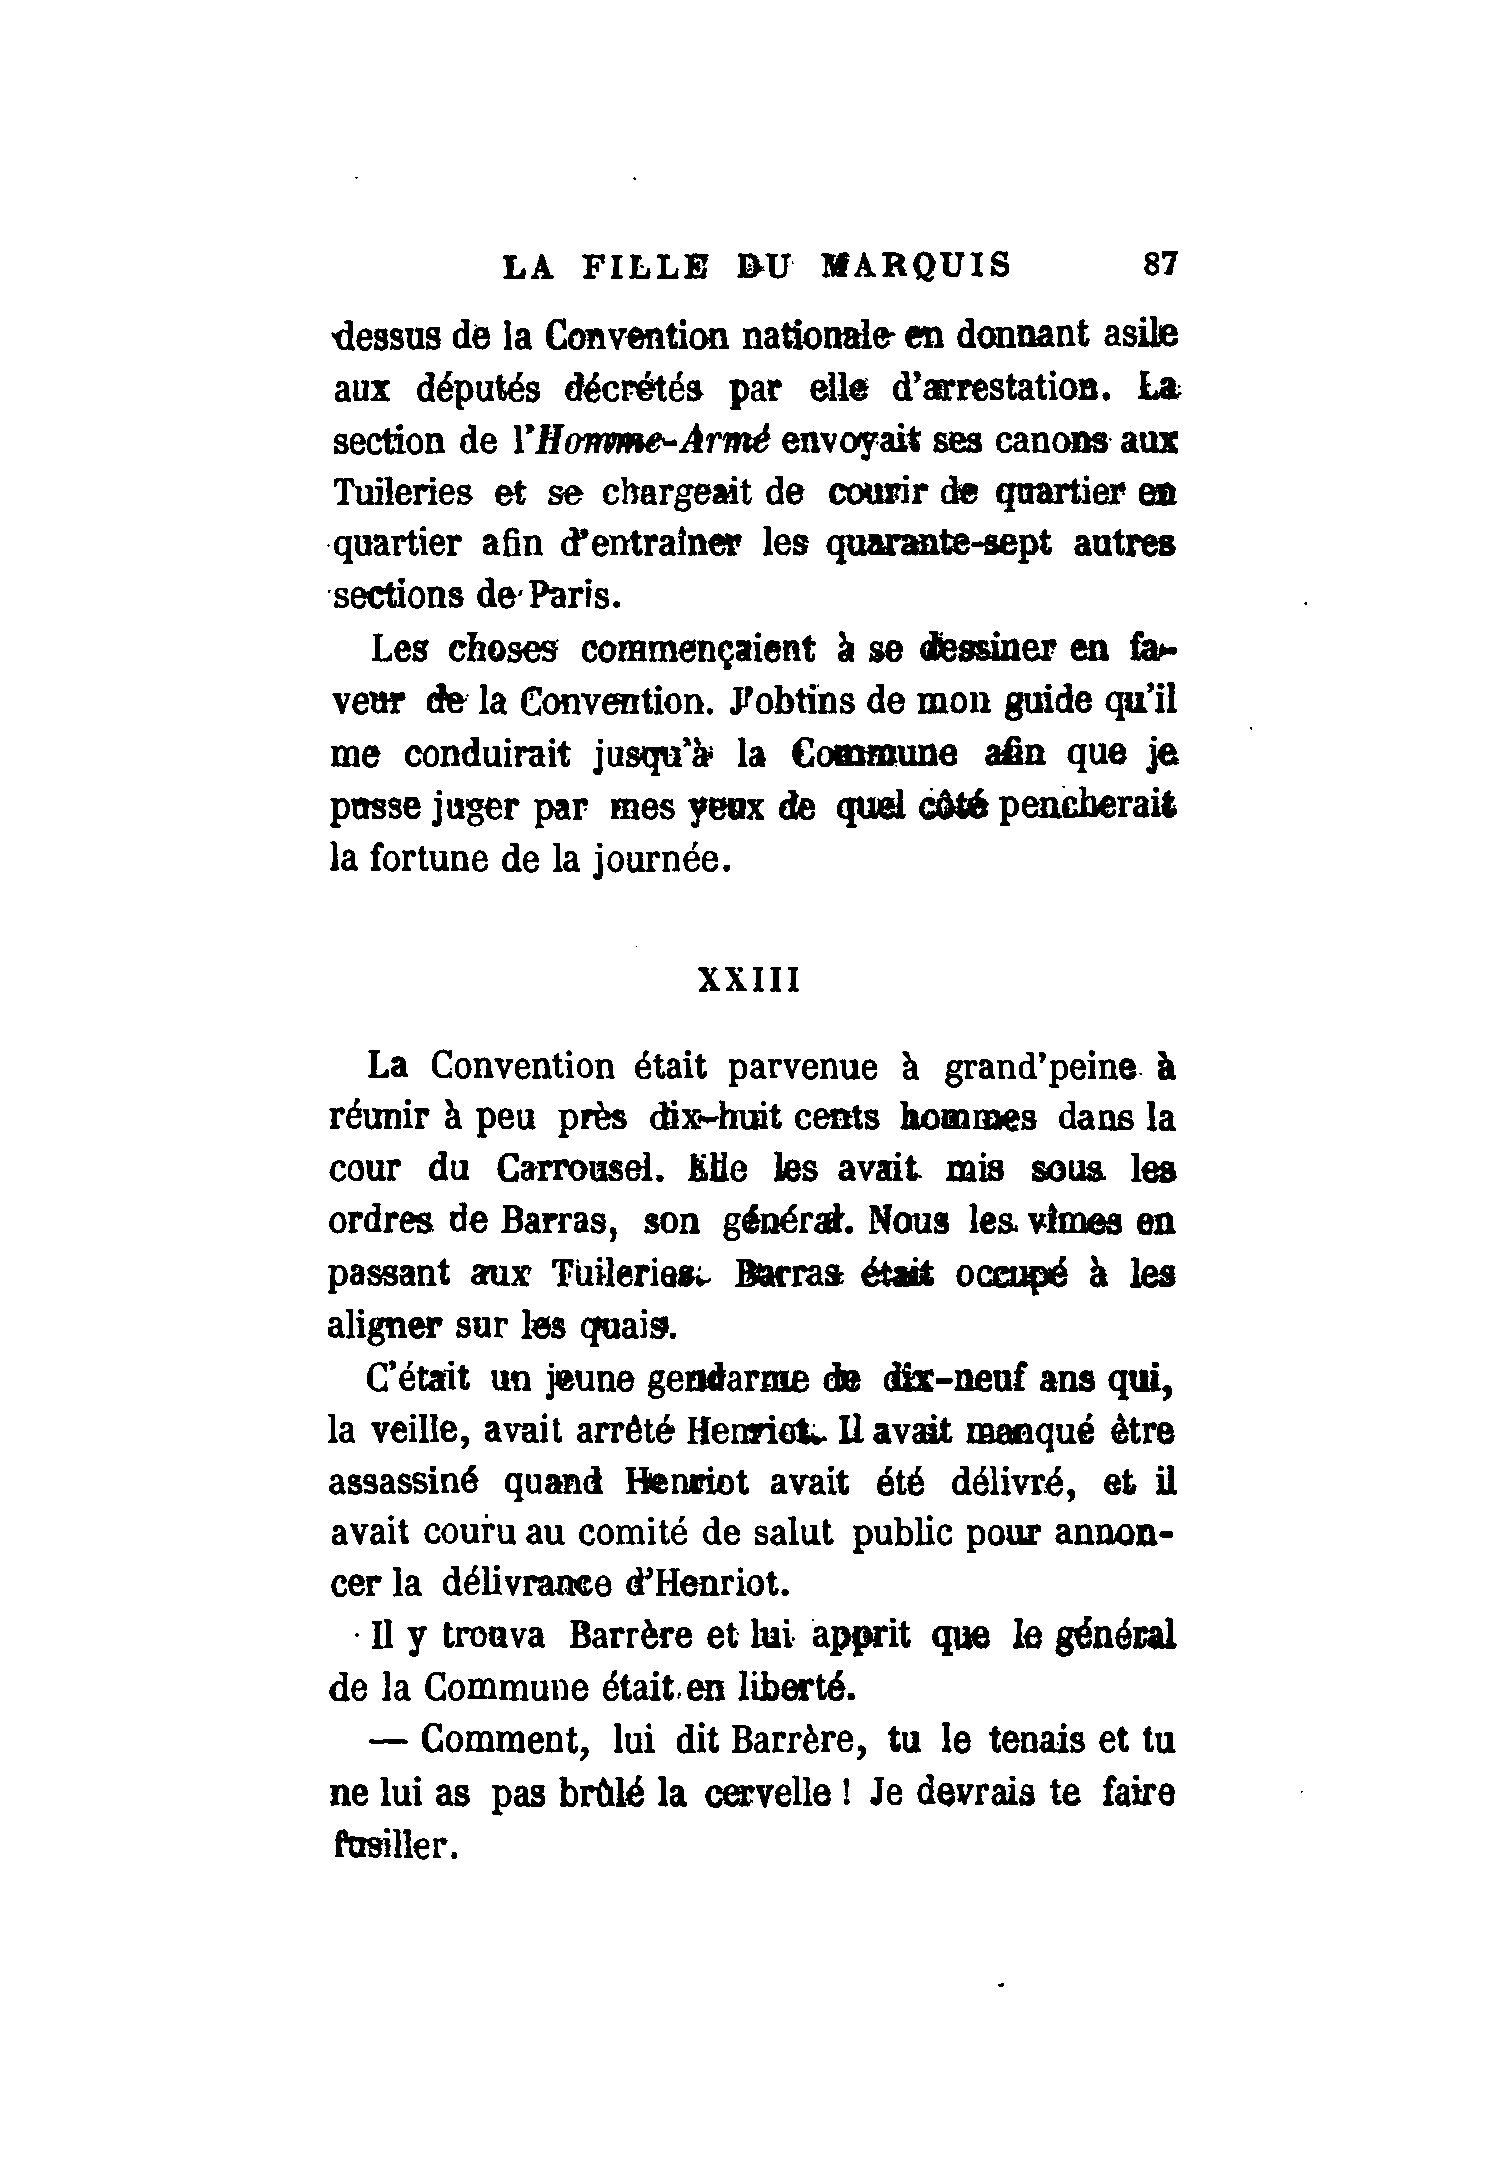 LA FILLE DU MARQUIS 87
dessus de la Convention nationale en donnant asile
aux députés décrétés par elle d'arrestation. La
section de l'Homme-Armé envoyait ses canons aux
Tuileries et se chargeait de courir de quartier en
quartier afin d'entraîner les quarante-sept autres
sections de Paris.
Les choses commençaient à se dessiner en fa-
veur de la Convention. J'obtins de mon guide qu'il
me conduirait jusqu'à la Commune afin que je
pusse juger par mes yeux de quel côté pencherait
la fortune de la journée.
XXIII
La Convention était parvenue à grand'peine à
réunir à peu près dix-huit cents hommes dans la
cour du Carrousel. Elle les avait mis sous les
ordres de Barras, son général. Nous les vîmes en
passant aux Tuileries. Barras était occupé à les
aligner sur les quais.
C'était un jeune gendarme de dix-neuf ans qui,
la veille, avait arrêté Henriot. Il avait manqué être
assassiné quand Henriot avait été délivré, et il
avait couru au comité de salut public pour annon-
cer la délivrance d'Henriot.
Il y trouva Barrère et lui apprit que le général
de la Commune était en liberté.
— Comment, lui dit Barrère, tu le tenais et tu
ne lui as pas brûlé la cervelle ! Je devrais te faire
fusiller.